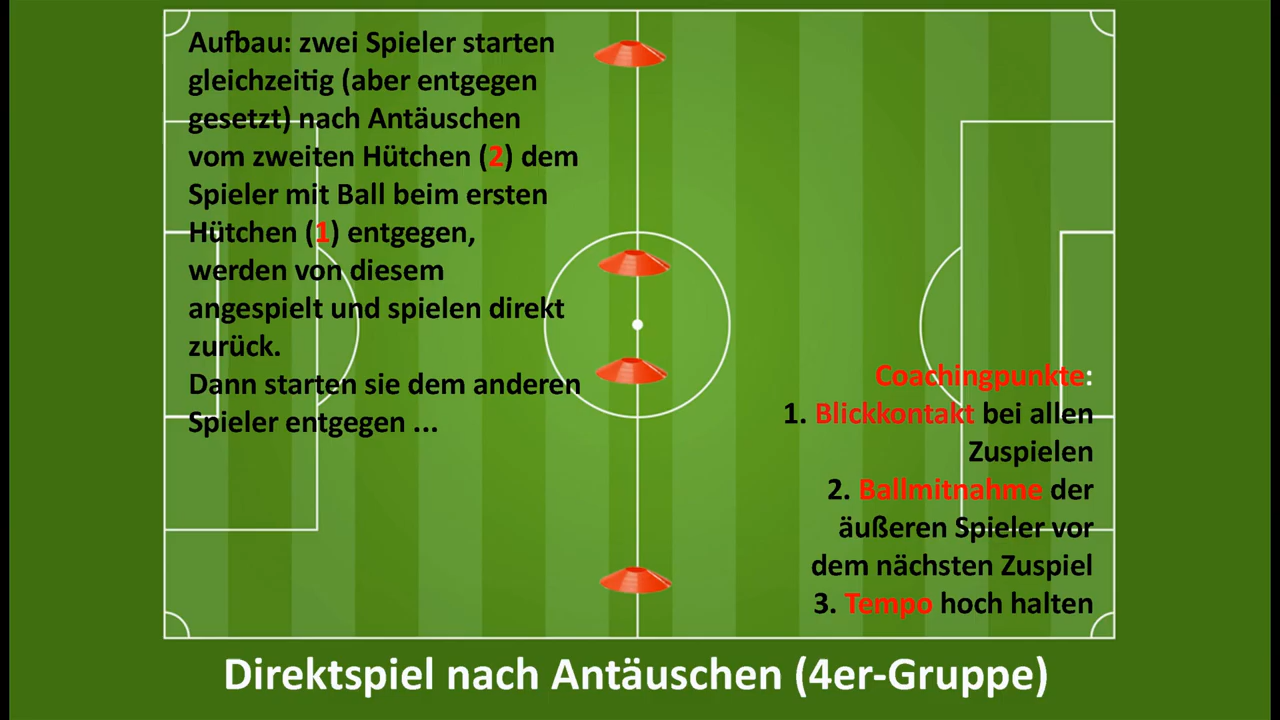 Aufbau: zwei Spieler starten
gleichzeitig (aber entgegen
gesetzt) nach Antäuschen
vom zweiten Hütchen (2) dem
Spieler mit Ball beim ersten
Hütchen (1) entgegen,
werden von diesem
angespielt und spielen direkt
zurück.
Dann starten sie dem anderen
Spieler entgegen ...
Coachingpunkte:
1. Blickkontakt bei allen
Zuspielen
2. Ballmitnahme der
äußeren Spieler vor
dem nächsten Zuspiel
3. Tempo hoch halten
Direktspiel nach Antäuschen (4er-Gruppe)